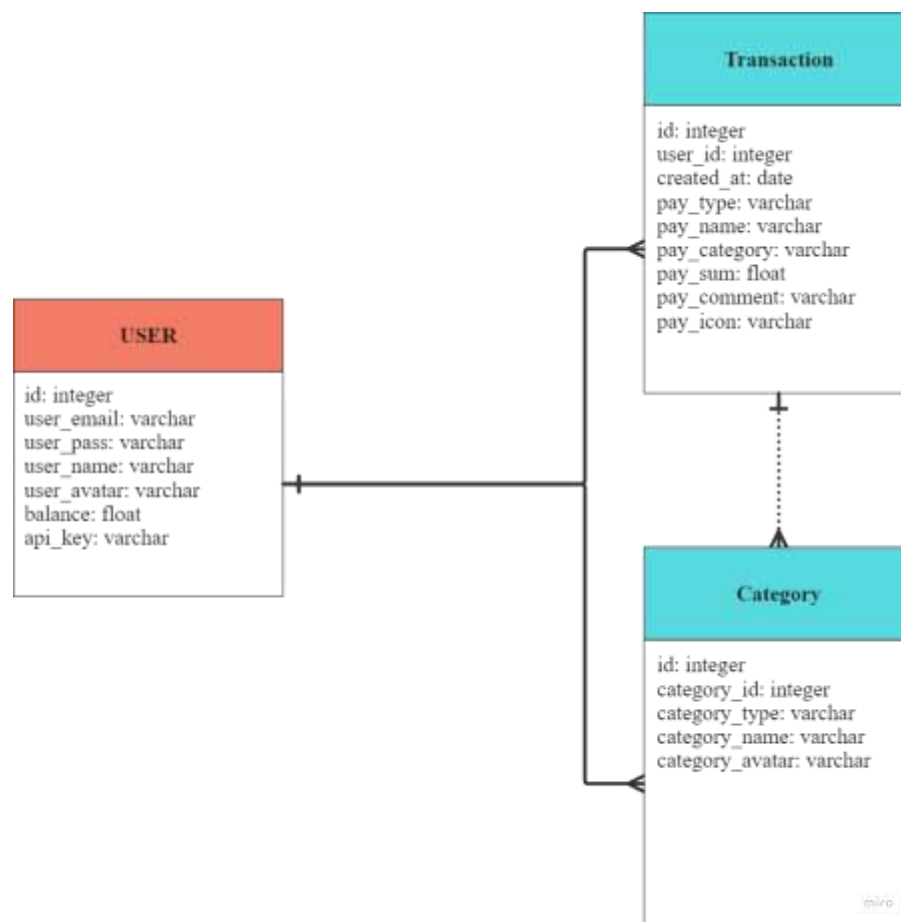 Transaction
id: integer
user_id: integer
created_at: date
pay_type: varchar
pay_name: varchar
pay_category: varchar
pay_sum: float
pay_comment: varchar
pay_icon: varchar
USER
id: integer
user_email: varchar
user_pass: varchar
user_name: varchar
user_avatar: varchar
balance: float
api_key: varchar
Category
id: integer
category_id: integer
category_type: varchar
category_name: varchar
category_avatar: varchar
miro